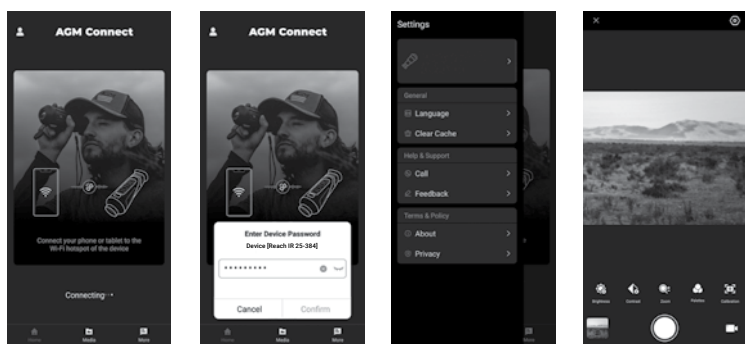 AGM Connect
Connect your phone or tablet to the
Wi-Fi hotspot of the device
Connecting···
Home
Media
More
AGM Connect
Enter Device Password
Device [Reach IR 25-384]
*********
Cancel
Confirm
Home
Media
More
Settings
General
Language
Clear Cache
Help & Support
Call
Feedback
Terms & Policy
About
Privacy
More
Brightness
Contrast
Zoom
Palettes
Calibration